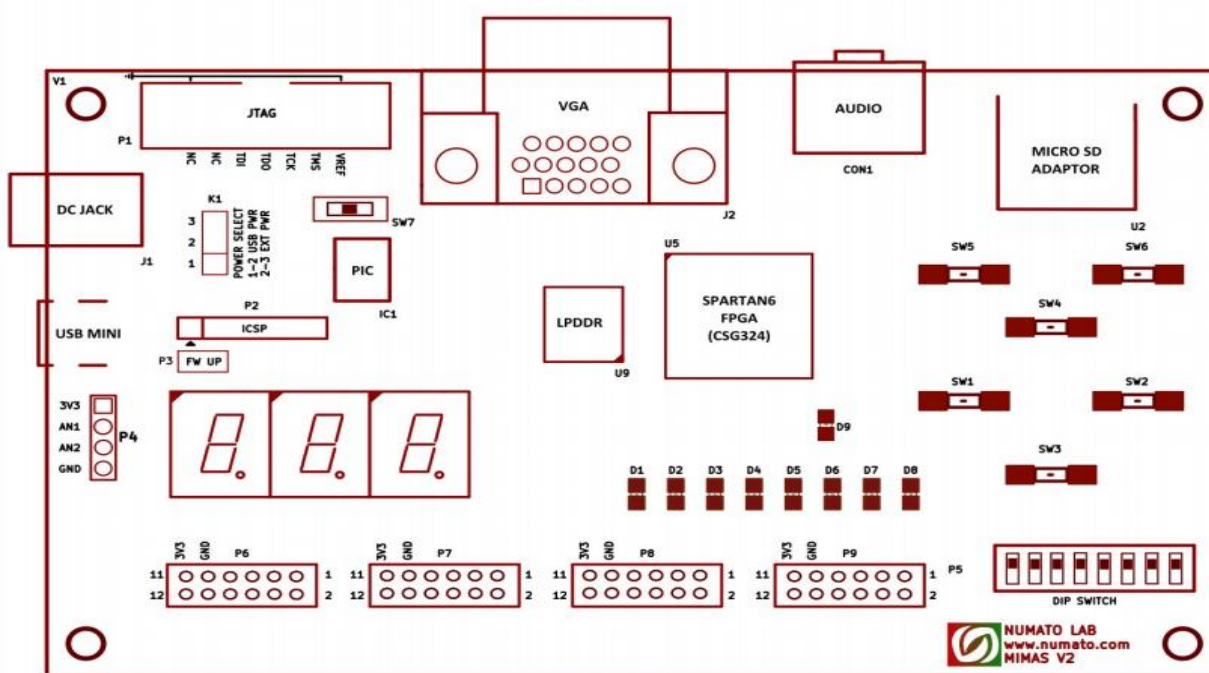 V1
JTAG
P1
NC
NC
TDI
TDO
TCK
TMS
VREF
VGA
J2
AUDIO
CON1
MICRO SD
ADAPTOR
U2
DC JACK
J1
K1
3
2
1
POWER SELECT
1-2 USB PWR
2-3 EXT PWR
SW7
PIC
IC1
USB MINI
P2
ICSP
P3
FW UP
LPDDR
U9
U5
SPARTAN6
FPGA
(CSG324)
SW5
SW6
SW4
SW1
SW2
SW3
3V3
AN1
AN2
GND
P4
D9
D1 D2 D3 D4 D5 D6 D7 D8
3V3
GND
P6
11 1
12 2
3V3
GND
P7
11 1
12 2
3V3
GND
P8
11 1
12 2
3V3
GND
P9
11 1
12 2
P5
DIP SWITCH
NUMATO LAB
www.numato.com
MIMAS V2